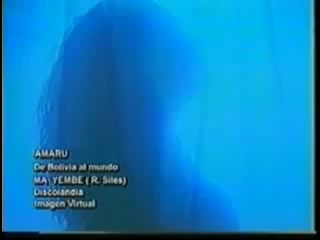 AMARU
De Bolivia al mundo
MA YEMBE ( R. Siles)
Discolandia
Imagen Virtual